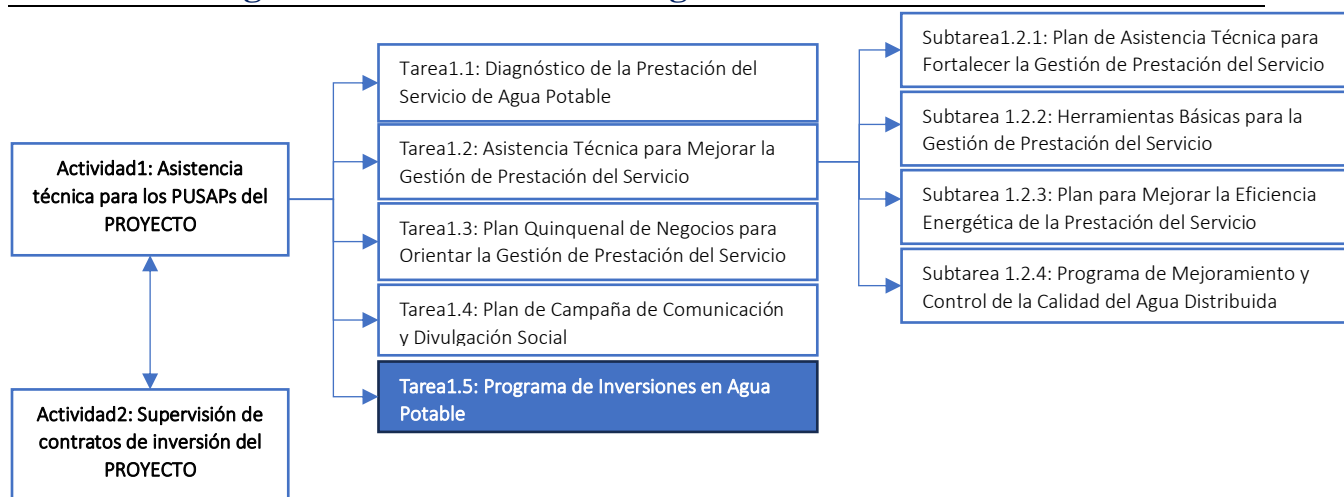 Actividad1: Asistencia
técnica para los PUSAPs del
PROYECTO
Actividad2: Supervisión de
contratos de inversión del
PROYECTO
Tarea1.1: Diagnóstico de la Prestación del
Servicio de Agua Potable
Tarea1.2: Asistencia Técnica para Mejorar la
Gestión de Prestación del Servicio
Tarea1.3: Plan Quinquenal de Negocios para
Orientar la Gestión de Prestación del Servicio
Tarea1.4: Plan de Campaña de Comunicación
y Divulgación Social
Tarea1.5: Programa de Inversiones en Agua
Potable
Subtarea1.2.1: Plan de Asistencia Técnica para
Fortalecer la Gestión de Prestación del Servicio
Subtarea 1.2.2: Herramientas Básicas para la
Gestión de Prestación del Servicio
Subtarea 1.2.3: Plan para Mejorar la Eficiencia
Energética de la Prestación del Servicio
Subtarea 1.2.4: Programa de Mejoramiento y
Control de la Calidad del Agua Distribuida